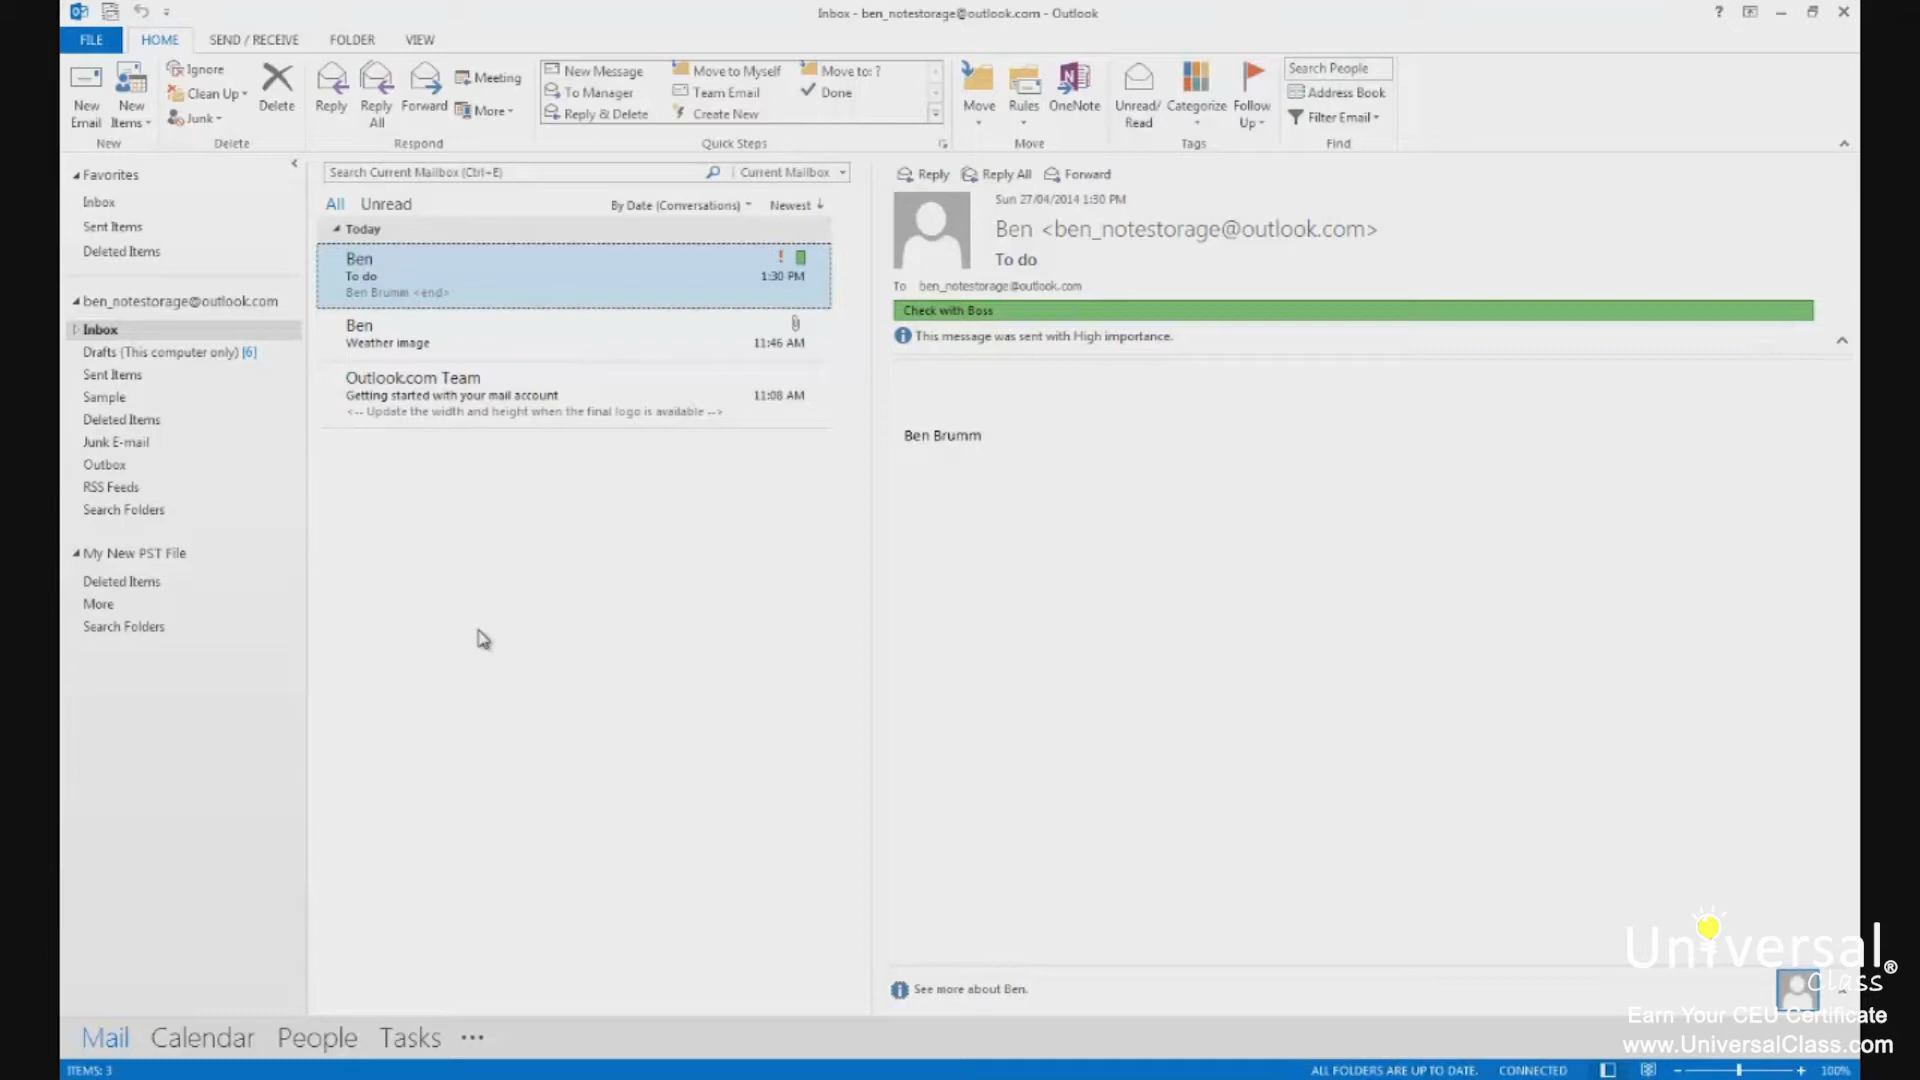 Inbox - ben_notestorage@outlook.com - Outlook
FILE HOME SEND / RECEIVE FOLDER VIEW
New Email
New Items
Ignore
Clean Up
Junk
Delete
Reply
Reply All
Forward
Meeting
More
New Message
To Manager
Reply & Delete
Move to Myself
Team Email
Create New
Move to: ?
Done
Move
Rules
OneNote
Unread/ Read
Categorize
Follow Up
Search People
Address Book
Filter Email
New Delete Respond Quick Steps Move Tags Find
Favorites
Inbox
Sent Items
Deleted Items
ben_notestorage@outlook.com
Inbox
Drafts (This computer only) [6]
Sent Items
Sample
Deleted Items
Junk E-mail
Outbox
RSS Feeds
Search Folders
My New PST File
Deleted Items
More
Search Folders
Search Current Mailbox (Ctrl+E) Current Mailbox
All Unread By Date (Conversations) Newest
Today
Ben
To do 1:30 PM
Ben Brumm <end>
Ben
Weather image 11:46 AM
Outlook.com Team
Getting started with your mail account 11:08 AM
<-- Update the width and height when the final logo is available -->
Reply Reply All Forward
Sun 27/04/2014 1:30 PM
Ben <ben_notestorage@outlook.com>
To do
To ben_notestorage@outlook.com
Check with Boss
This message was sent with High importance.
Ben Brumm
See more about Ben.
Universal®
Class
Earn Your CEU Certificate
www.UniversalClass.com
Mail Calendar People Tasks ...
ITEMS: 3 ALL FOLDERS ARE UP TO DATE. CONNECTED 100%